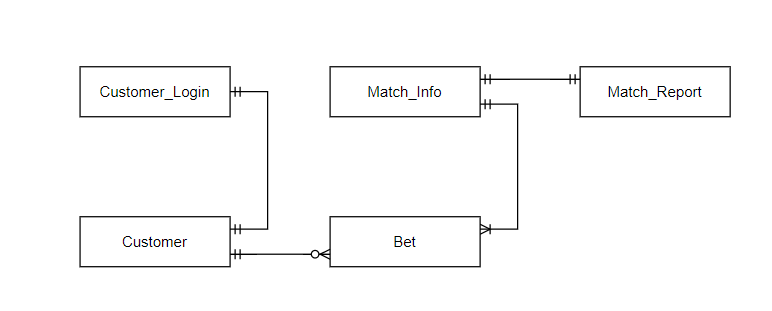 Customer_Login
Match_Info
Match_Report
Customer
Bet